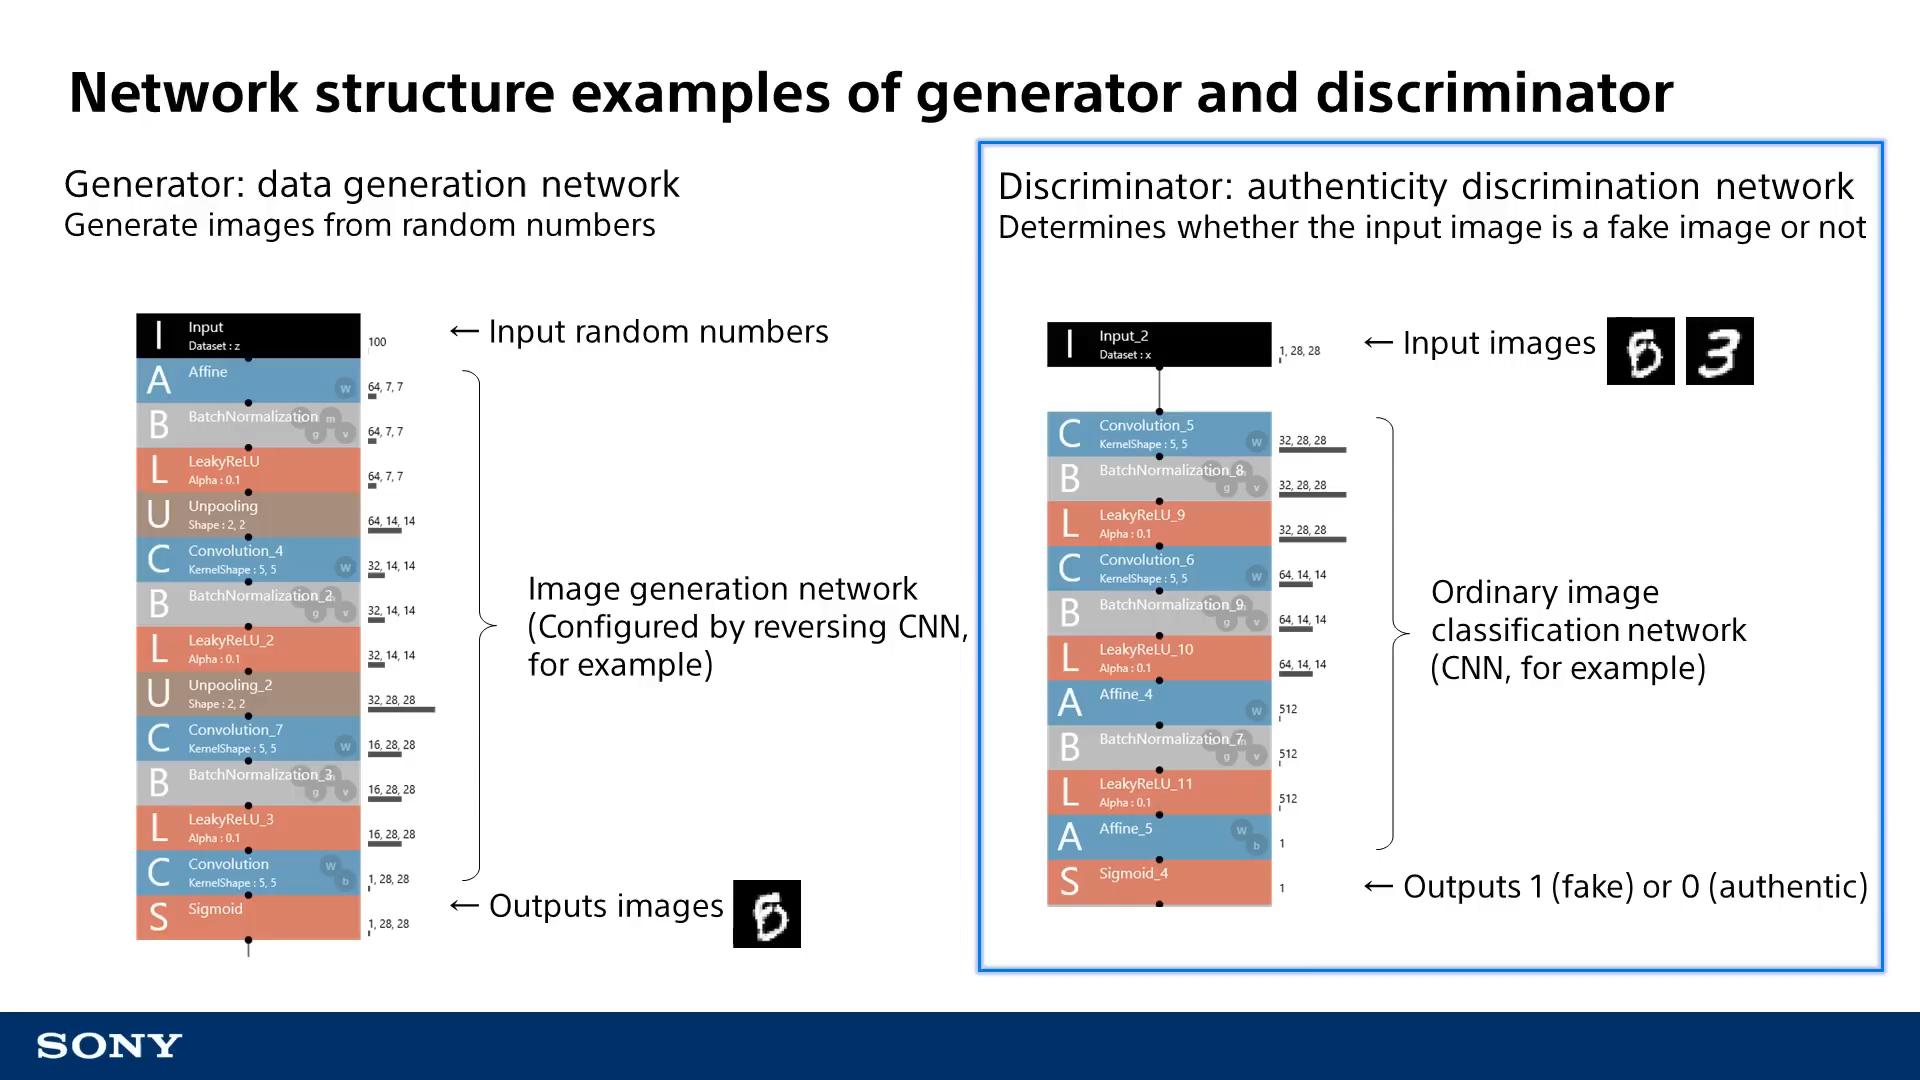 Network structure examples of generator and discriminator
Generator: data generation network
Generate images from random numbers
I
Input
Dataset : z
100
← Input random numbers
A
Affine
W
64, 7, 7
B
BatchNormalization
m
g
v
64, 7, 7
L
LeakyReLU
Alpha : 0.1
64, 7, 7
U
Unpooling
Shape : 2, 2
64, 14, 14
C
Convolution_4
KernelShape : 5, 5
W
32, 14, 14
B
BatchNormalization_2
g
v
32, 14, 14
L
LeakyReLU_2
Alpha : 0.1
32, 14, 14
U
Unpooling_2
Shape : 2, 2
32, 28, 28
C
Convolution_7
KernelShape : 5, 5
W
16, 28, 28
B
BatchNormalization_3
g
v
16, 28, 28
L
LeakyReLU_3
Alpha : 0.1
16, 28, 28
C
Convolution
KernelShape : 5, 5
W
b
1, 28, 28
S
Sigmoid
1, 28, 28
Image generation network
(Configured by reversing CNN,
for example)
← Outputs images
Discriminator: authenticity discrimination network
Determines whether the input image is a fake image or not
I
Input_2
Dataset : x
1, 28, 28
← Input images
3
C
Convolution_5
KernelShape : 5, 5
W
32, 28, 28
B
BatchNormalization_8
g
v
32, 28, 28
L
LeakyReLU_9
Alpha : 0.1
32, 28, 28
C
Convolution_6
KernelShape : 5, 5
W
64, 14, 14
B
BatchNormalization_9
g
v
64, 14, 14
L
LeakyReLU_10
Alpha : 0.1
64, 14, 14
A
Affine_4
W
512
B
BatchNormalization_7
g
v
512
L
LeakyReLU_11
Alpha : 0.1
512
A
Affine_5
W
b
1
S
Sigmoid_4
1
Ordinary image
classification network
(CNN, for example)
← Outputs 1 (fake) or 0 (authentic)
SONY